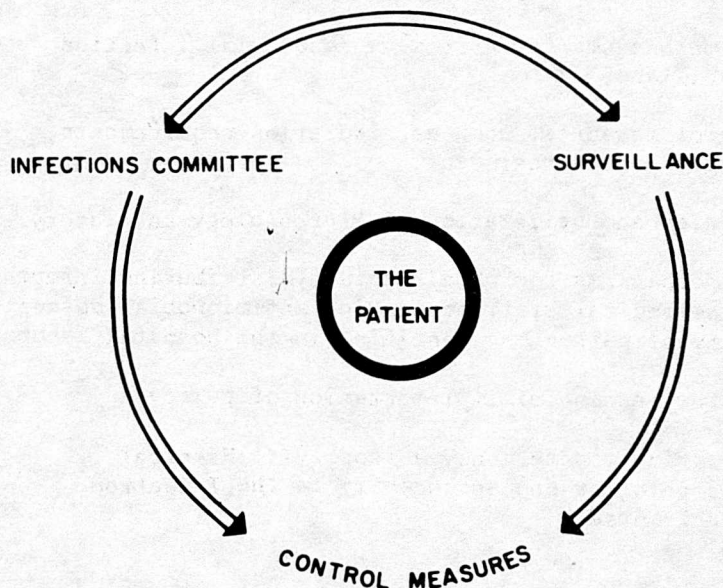 INFECTIONS COMMITTEE
SURVEILLANCE
THE
PATIENT
CONTROL MEASURES